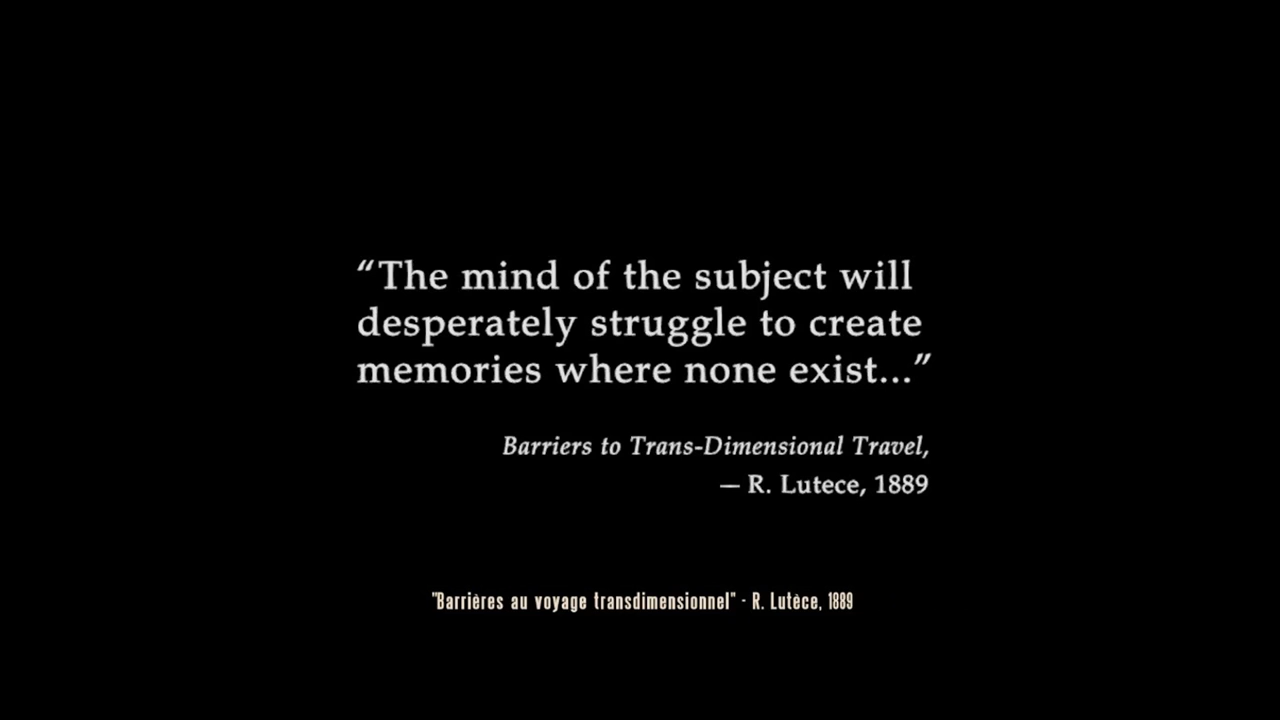 “The mind of the subject will
desperately struggle to create
memories where none exist...”
Barriers to Trans-Dimensional Travel,
— R. Lutece, 1889
"Barrières au voyage transdimensionnel" - R. Lutèce, 1889